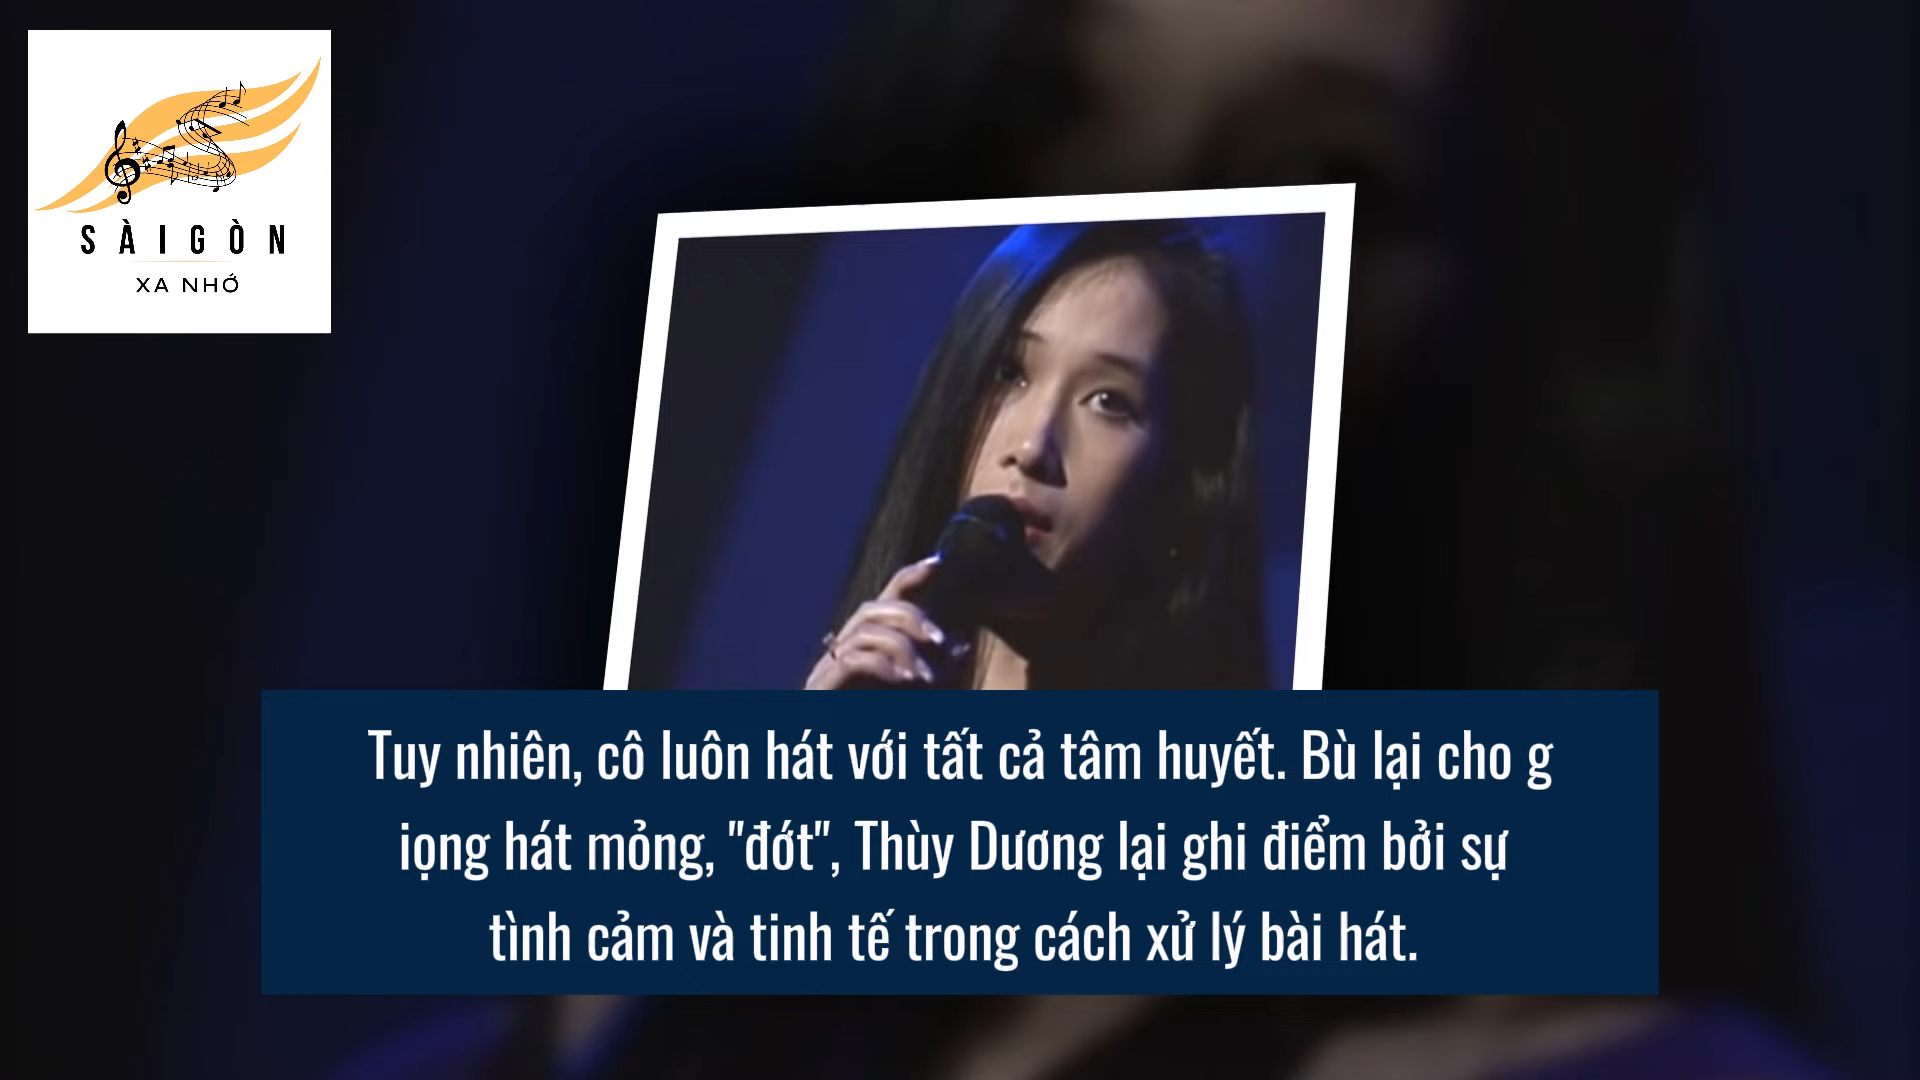 SÀIGÒN
XA NHỚ
Tuy nhiên, cô luôn hát với tất cả tâm huyết. Bù lại cho g
iọng hát mỏng, "đớt", Thùy Dương lại ghi điểm bởi sự
tình cảm và tinh tế trong cách xử lý bài hát.